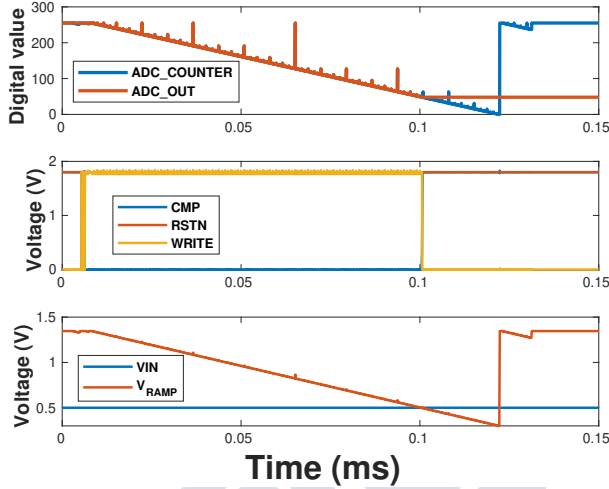 Digital value
300
200
100
0
ADC_COUNTER
ADC_OUT
0
0.05
0.1
0.15
Voltage (V)
2
1
0
CMP
RSTN
WRITE
0
0.05
0.1
0.15
Voltage (V)
1.5
1
0.5
VIN
V_RAMP
0
0.05
0.1
0.15
Time (ms)